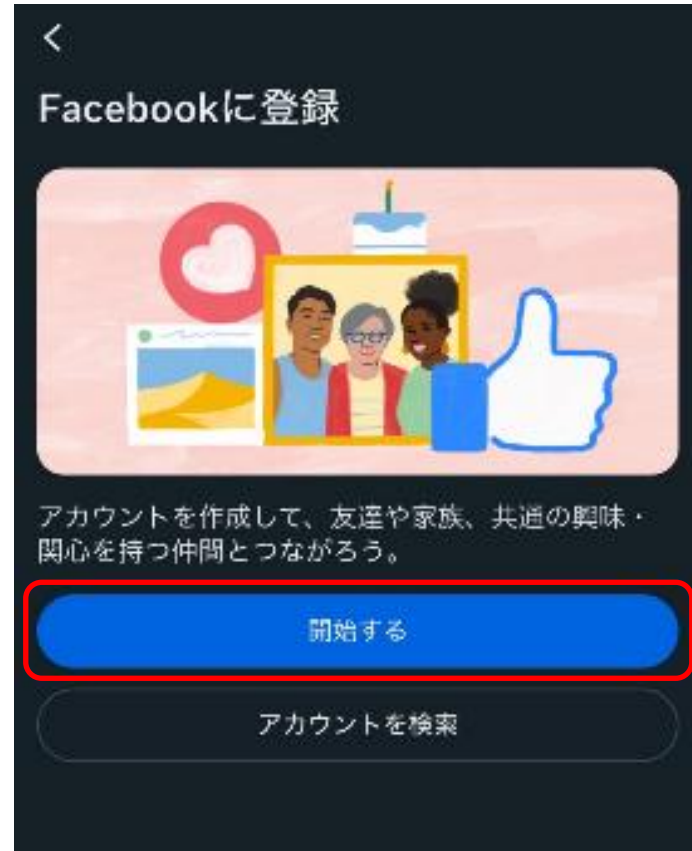 Facebookに登録
アカウントを作成して、友達や家族、共通の興味・
関心を持つ仲間とつながろう。
開始する
アカウントを検索